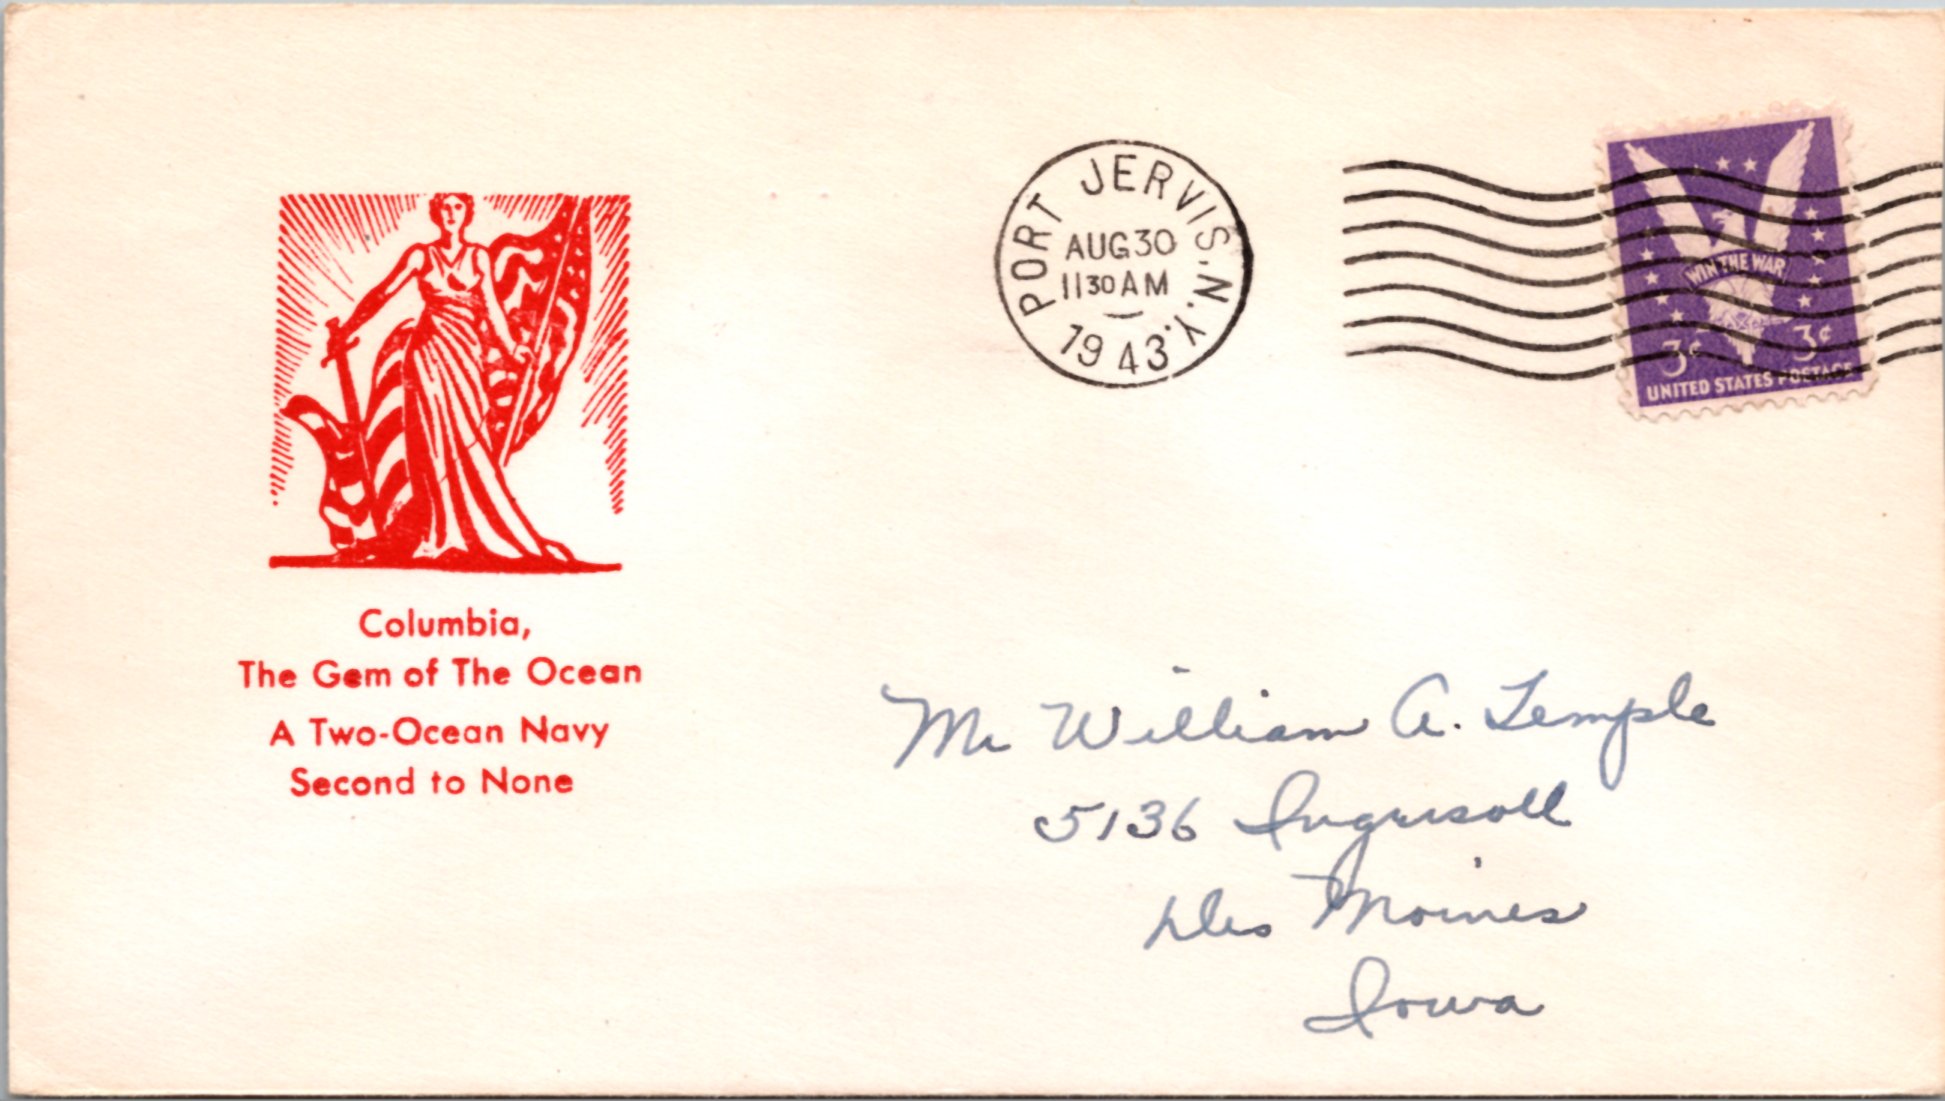 Columbia,
The Gem of The Ocean
A Two-Ocean Navy
Second to None
PORT JERVIS, N.Y.
AUG 30
11 30 AM
1943
WIN THE WAR
3¢ 3¢
UNITED STATES POSTAGE
Mr William A. Temple
5136 Ingersoll
Des Moines
Iowa